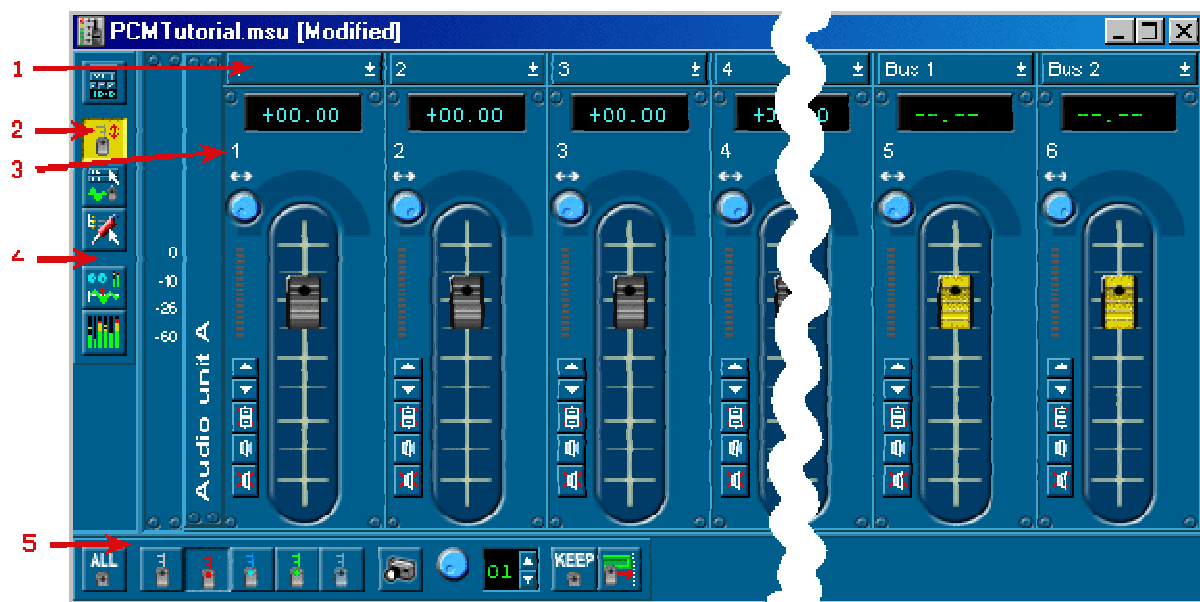 PCMTutorial.msu [Modified]
1
2
3
4
5
2 3 4 Bus 1 Bus 2
+00.00 +00.00 +00.00 --.-- --.--
1 2 3 4 5 6
0
-10
-26
-60
Audio unit A
ALL 01 KEEP